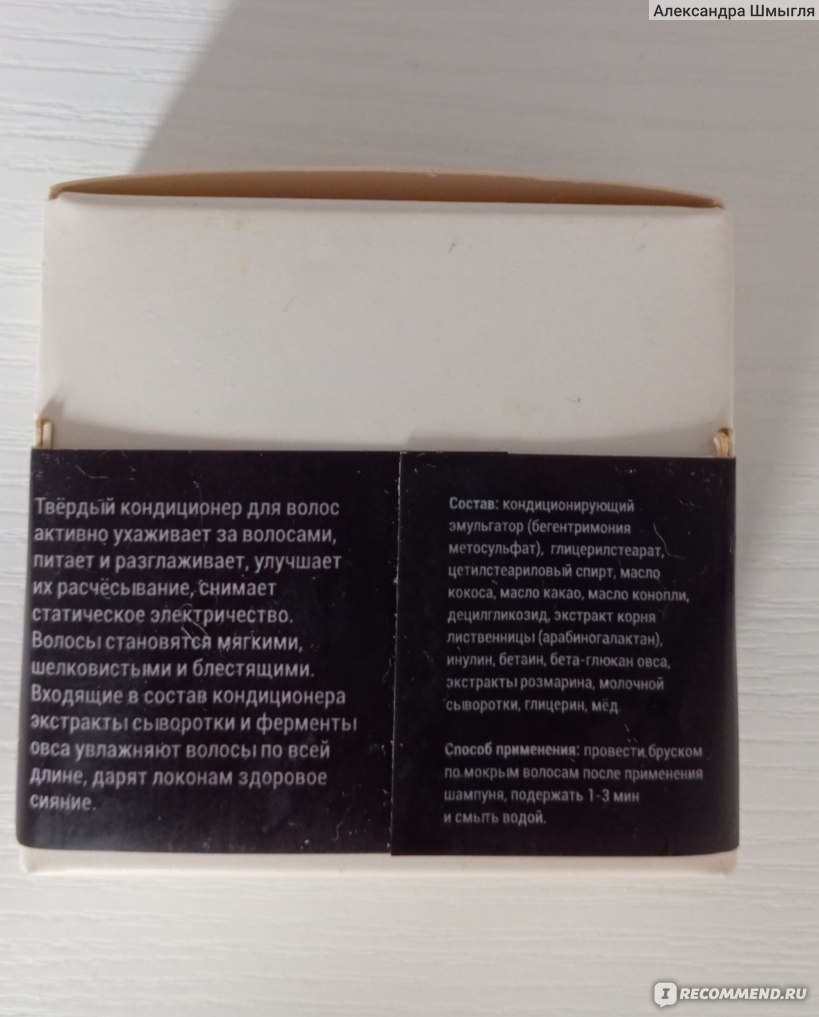 Александра Шмыгля
Твёрдый кондиционер для волос
активно ухаживает за волосами,
питает и разглаживает, улучшает
их расчёсывание, снимает
статическое электричество.
Волосы становятся мягкими,
шелковистыми и блестящими.
Входящие в состав кондиционера
экстракты сыворотки и ферменты
овса увлажняют волосы по всей
длине, дарят локонам здоровое
сияние.
Состав: кондиционирующий
эмульгатор (бегентримония
метосульфат), глицерилстеарат,
цетилстеариловый спирт, масло
кокоса, масло какао, масло конопли,
децилгликозид, экстракт корня
лиственницы (арабиногалактан),
инулин, бетаин, бета-глюкан овса,
экстракты розмарина, молочной
сыворотки, глицерин, мёд.
Способ применения: провести бруском
по мокрым волосам после применения
шампуня, подержать 1-3 мин
и смыть водой.
IRECOMMEND.RU